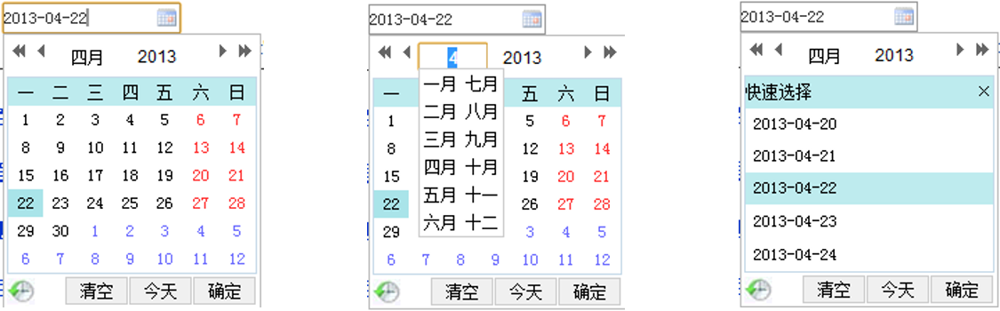 2013-04-22
四月 2013
一 二 三 四 五 六 日
1 2 3 4 5 6 7
8 9 10 11 12 13 14
15 16 17 18 19 20 21
22 23 24 25 26 27 28
29 30 1 2 3 4 5
6 7 8 9 10 11 12
清空 今天 确定
2013-04-22
4 2013
一 五 六 日
1 5 6 7
8 12 13 14
15 19 20 21
22 26 27 28
29 3 4 5
6 7 8 9 10 11 12
一月 七月
二月 八月
三月 九月
四月 十月
五月 十一
六月 十二
清空 今天 确定
2013-04-22
四月 2013
快速选择 ×
2013-04-20
2013-04-21
2013-04-22
2013-04-23
2013-04-24
清空 今天 确定